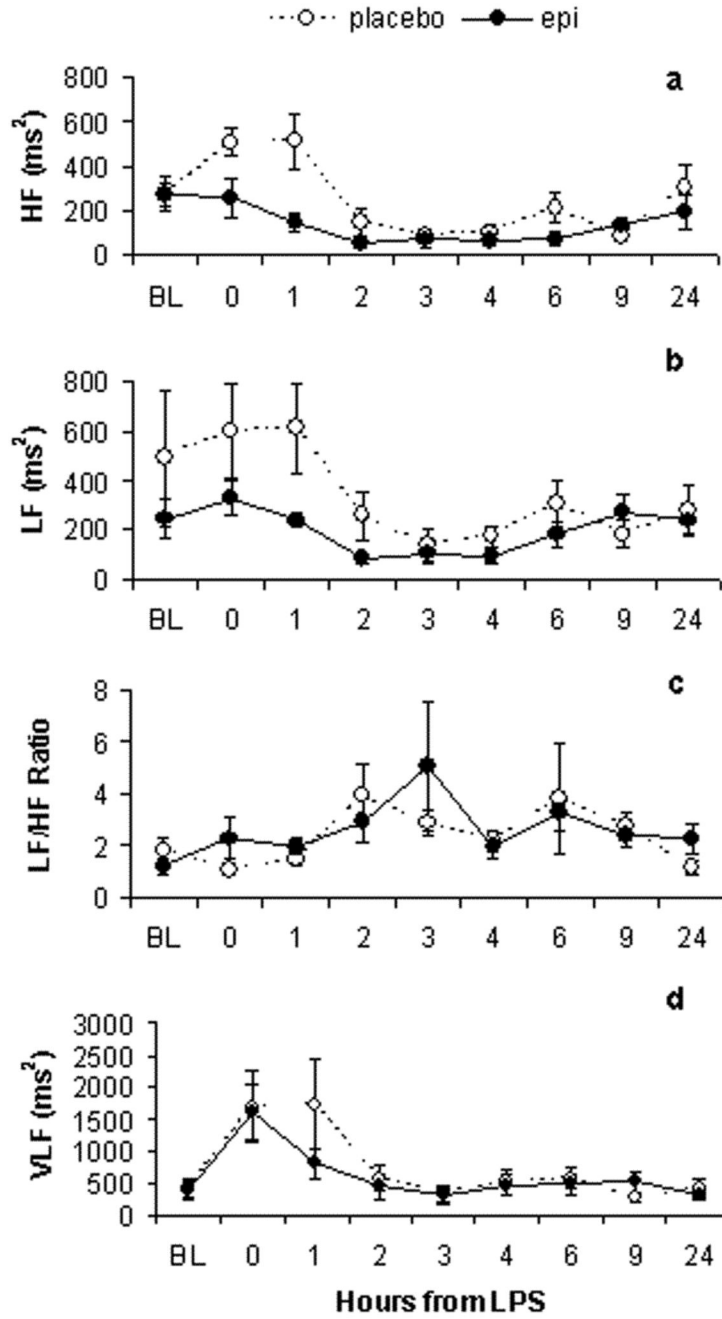 placebo epi
a
HF (ms²)
800
600
400
200
0
BL 0 1 2 3 4 6 9 24
b
LF (ms²)
800
600
400
200
0
BL 0 1 2 3 4 6 9 24
c
LF/HF Ratio
8
6
4
2
0
BL 0 1 2 3 4 6 9 24
d
VLF (ms²)
3000
2500
2000
1500
1000
500
0
BL 0 1 2 3 4 6 9 24
Hours from LPS